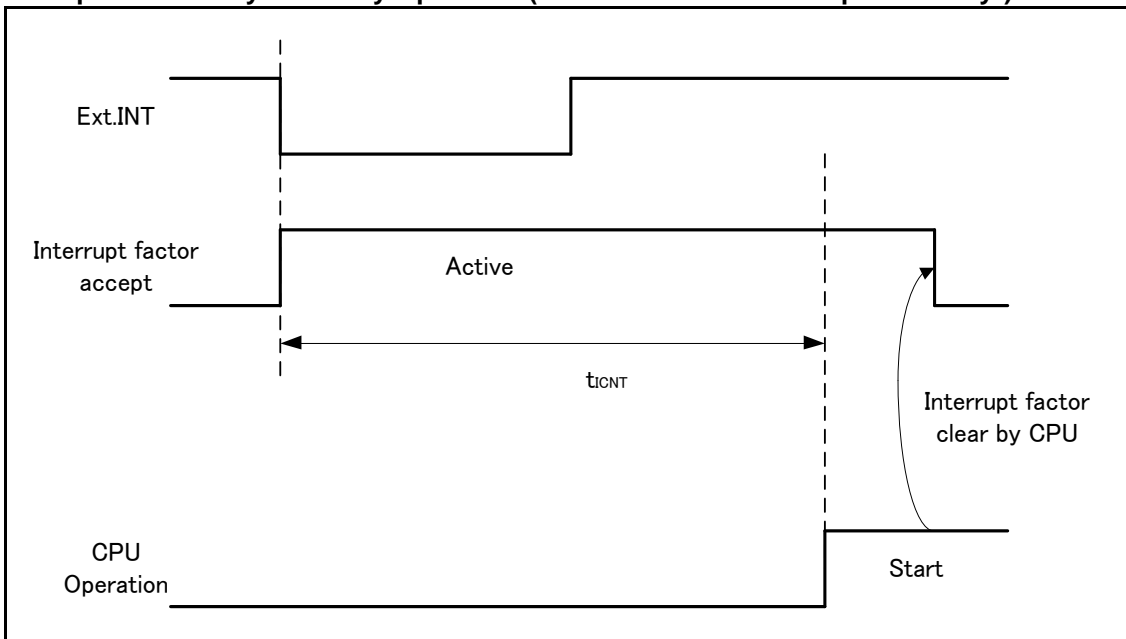 Ext.INT
Interrupt factor
accept
Active
tICNT
Interrupt factor
clear by CPU
CPU
Operation
Start